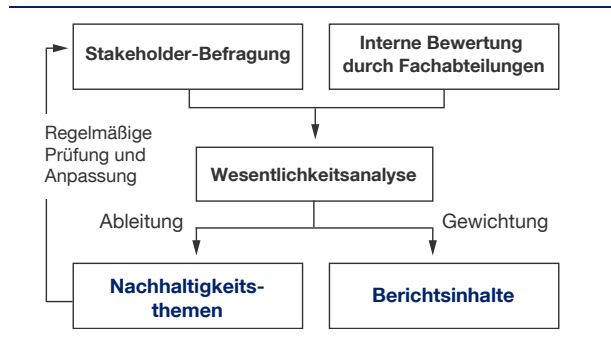 Stakeholder-Befragung
Interne Bewertung
durch Fachabteilungen
Regelmäßige
Prüfung und
Anpassung
Wesentlichkeitsanalyse
Ableitung
Gewichtung
Nachhaltigkeits-
themen
Berichtsinhalte